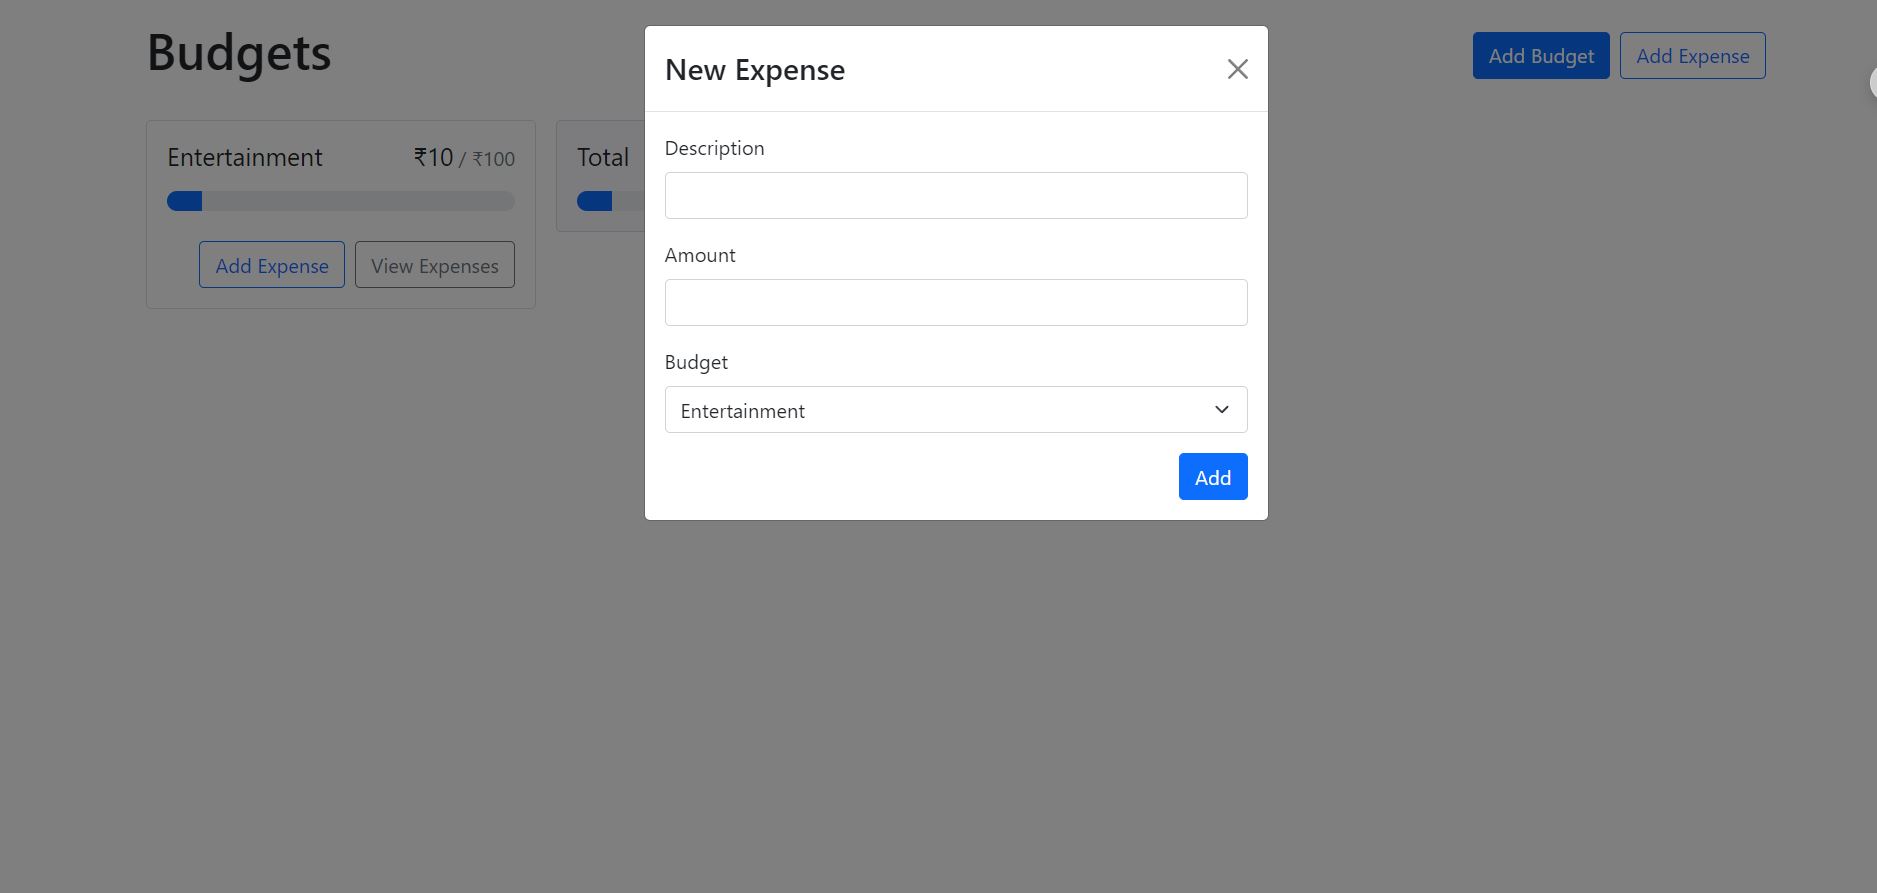 Budgets
Add Budget
Add Expense
Entertainment
₹10 / ₹100
Add Expense
View Expenses
Total
New Expense
Description
Amount
Budget
Entertainment
Add